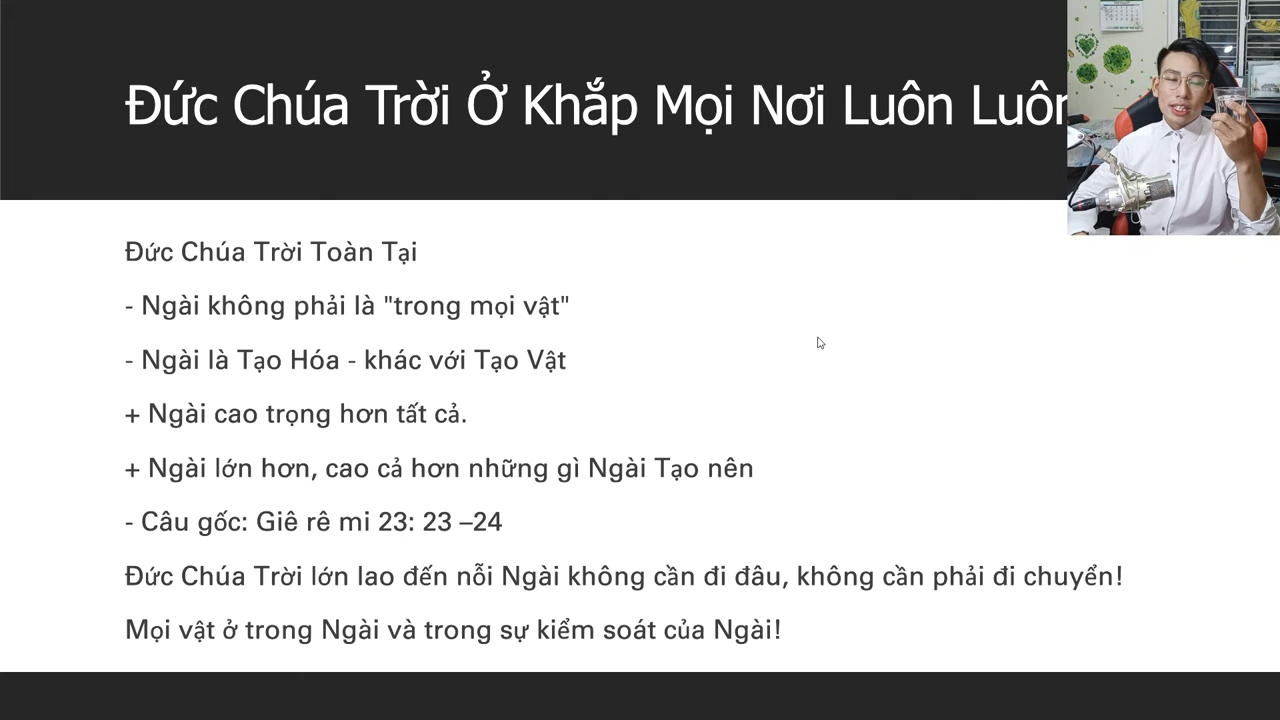 Đức Chúa Trời Ở Khắp Mọi Nơi Luôn Luôn
Đức Chúa Trời Toàn Tại
- Ngài không phải là "trong mọi vật"
- Ngài là Tạo Hóa - khác với Tạo Vật
+ Ngài cao trọng hơn tất cả.
+ Ngài lớn hơn, cao cả hơn những gì Ngài Tạo nên
- Câu gốc: Giê rê mi 23: 23 –24
Đức Chúa Trời lớn lao đến nỗi Ngài không cần đi đâu, không cần phải đi chuyển!
Mọi vật ở trong Ngài và trong sự kiểm soát của Ngài!